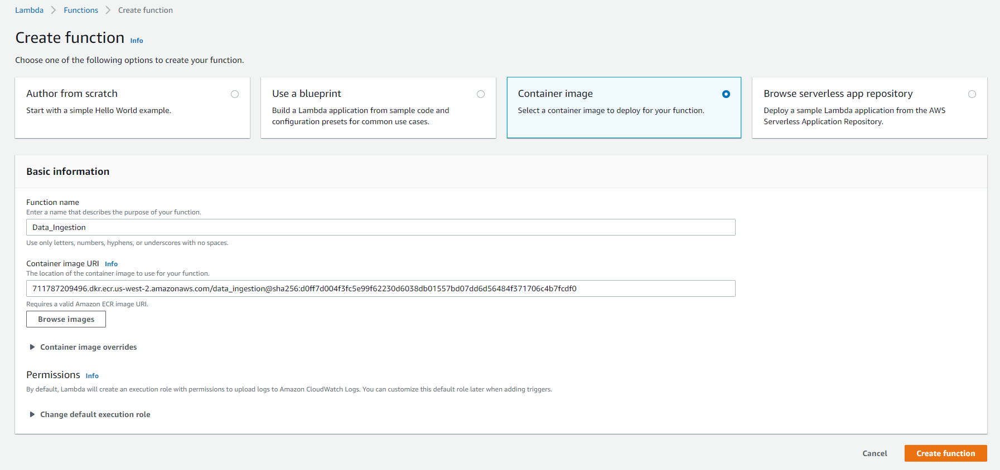 Lambda > Functions > Create function
Create function Info
Choose one of the following options to create your function.
Author from scratch
Start with a simple Hello World example.
Use a blueprint
Build a Lambda application from sample code and
configuration presets for common use cases.
Container image
Select a container image to deploy for your function.
Browse serverless app repository
Deploy a sample Lambda application from the AWS
Serverless Application Repository.
Basic information
Function name
Enter a name that describes the purpose of your function.
Data_Ingestion
Use only letters, numbers, hyphens, or underscores with no spaces.
Container image URI Info
The location of the container image to use for your function.
711787209496.dkr.ecr.us-west-2.amazonaws.com/data_ingestion@sha256:d0ff7d004f3fc5e99f62230d6038db01557bd07dd6d56484f371706c4b7fcdf0
Requires a valid Amazon ECR image URI.
Browse images
Container image overrides
Permissions Info
By default, Lambda will create an execution role with permissions to upload logs to Amazon CloudWatch Logs. You can customize this default role later when adding triggers.
Change default execution role
Cancel
Create function